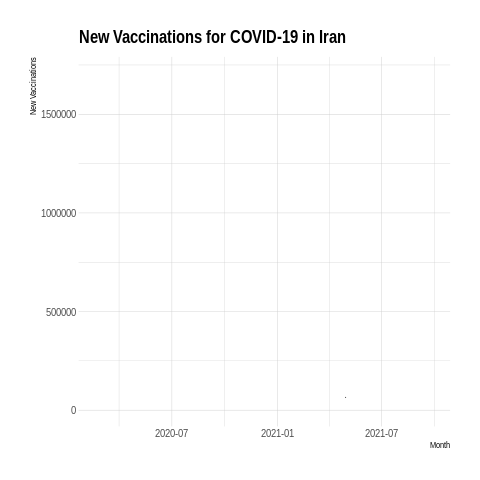 New Vaccinations for COVID-19 in Iran
New Vaccinations
1500000
1000000
500000
0
2020-07 2021-01 2021-07
Month